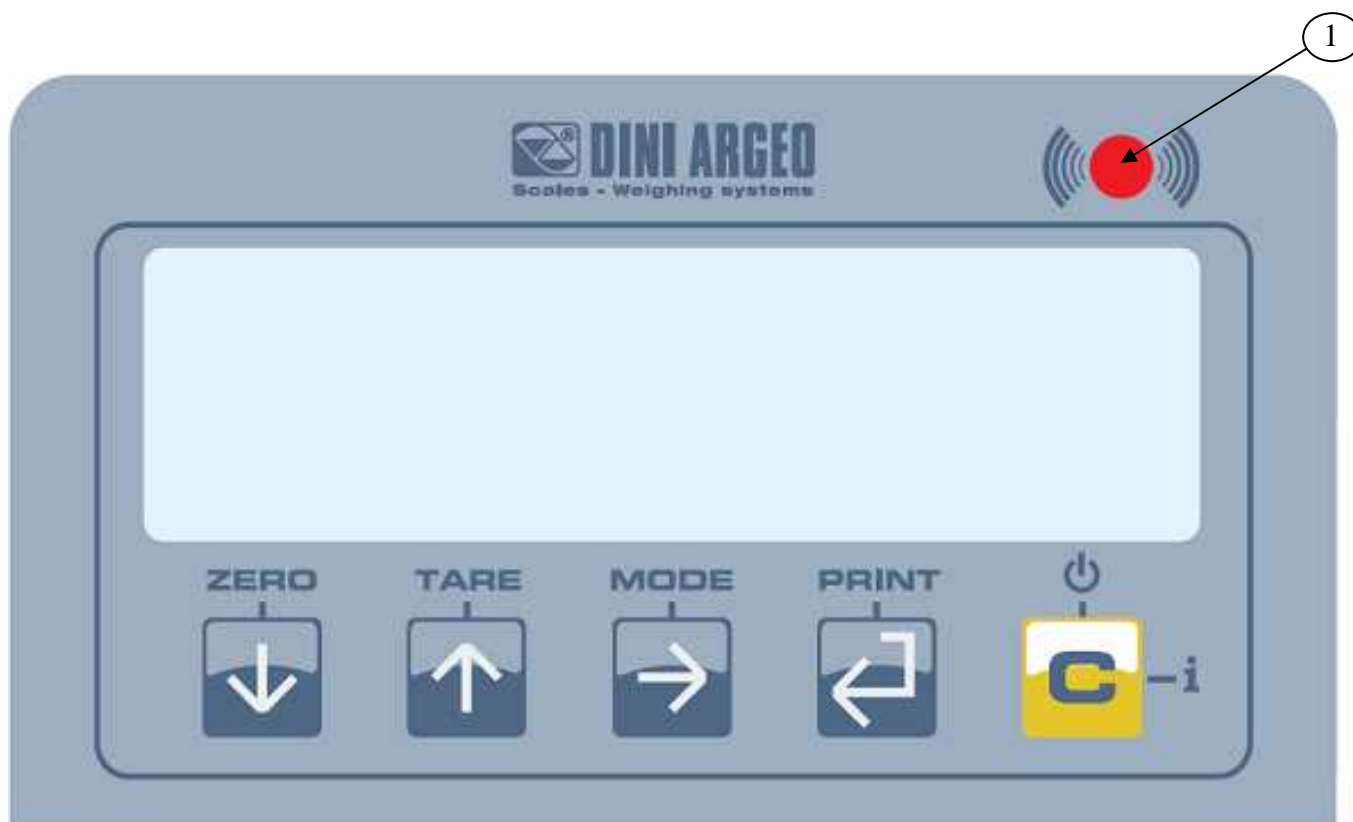 1
® DINI ARGEO
Scales - Weighing systems
ZERO TARE MODE PRINT
C i